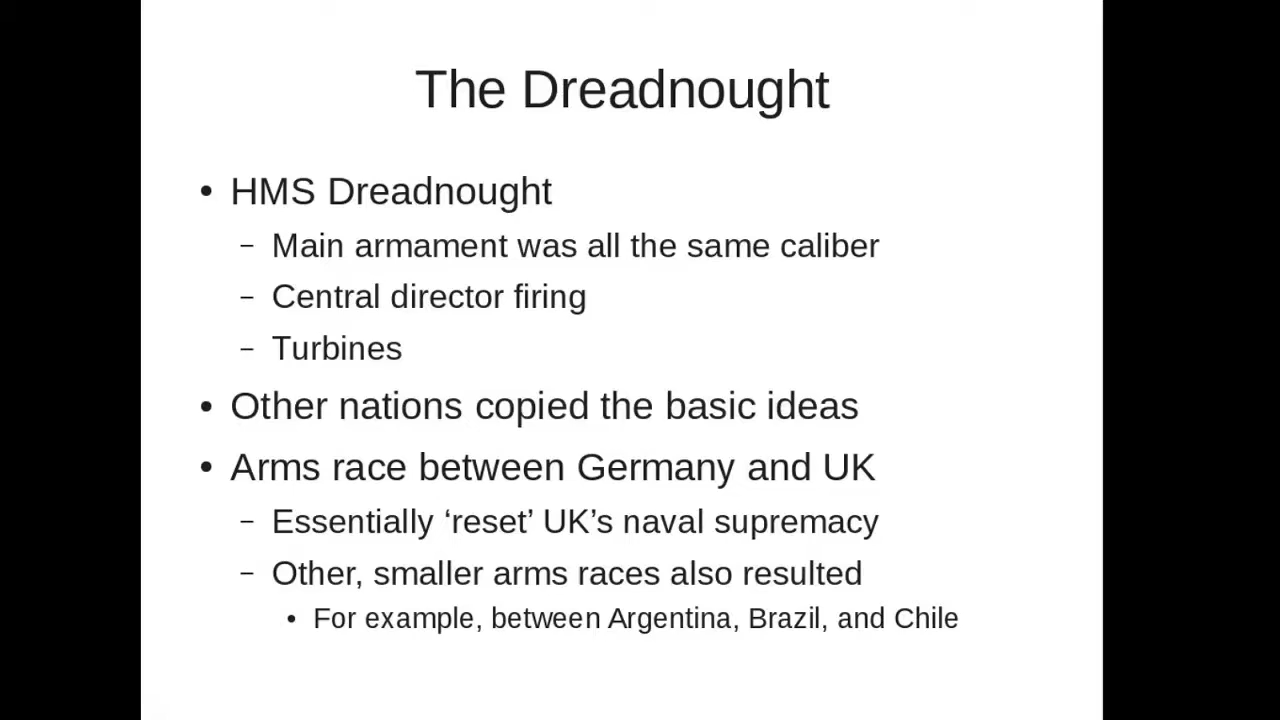 The Dreadnought
• HMS Dreadnought
– Main armament was all the same caliber
– Central director firing
– Turbines
• Other nations copied the basic ideas
• Arms race between Germany and UK
– Essentially ‘reset’ UK’s naval supremacy
– Other, smaller arms races also resulted
• For example, between Argentina, Brazil, and Chile